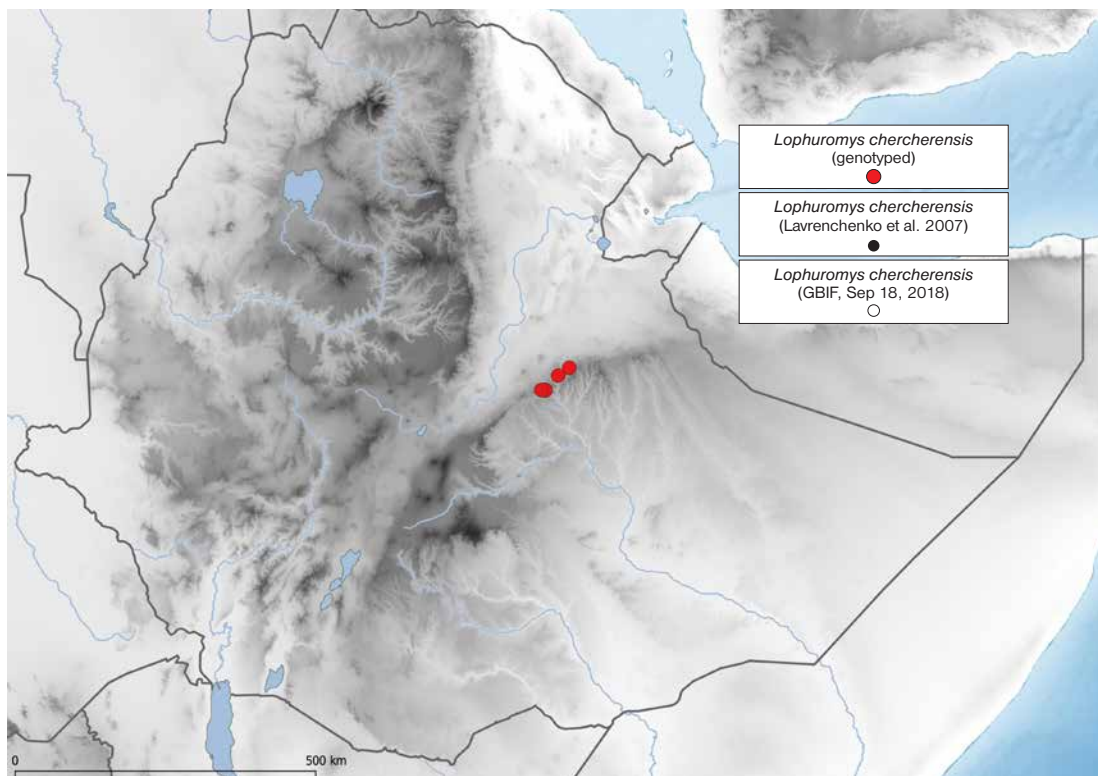 Lophuromys chercherensis
(genotyped)
Lophuromys chercherensis
(Lavrenchenko et al. 2007)
Lophuromys chercherensis
(GBIF, Sep 18, 2018)
0
500 km